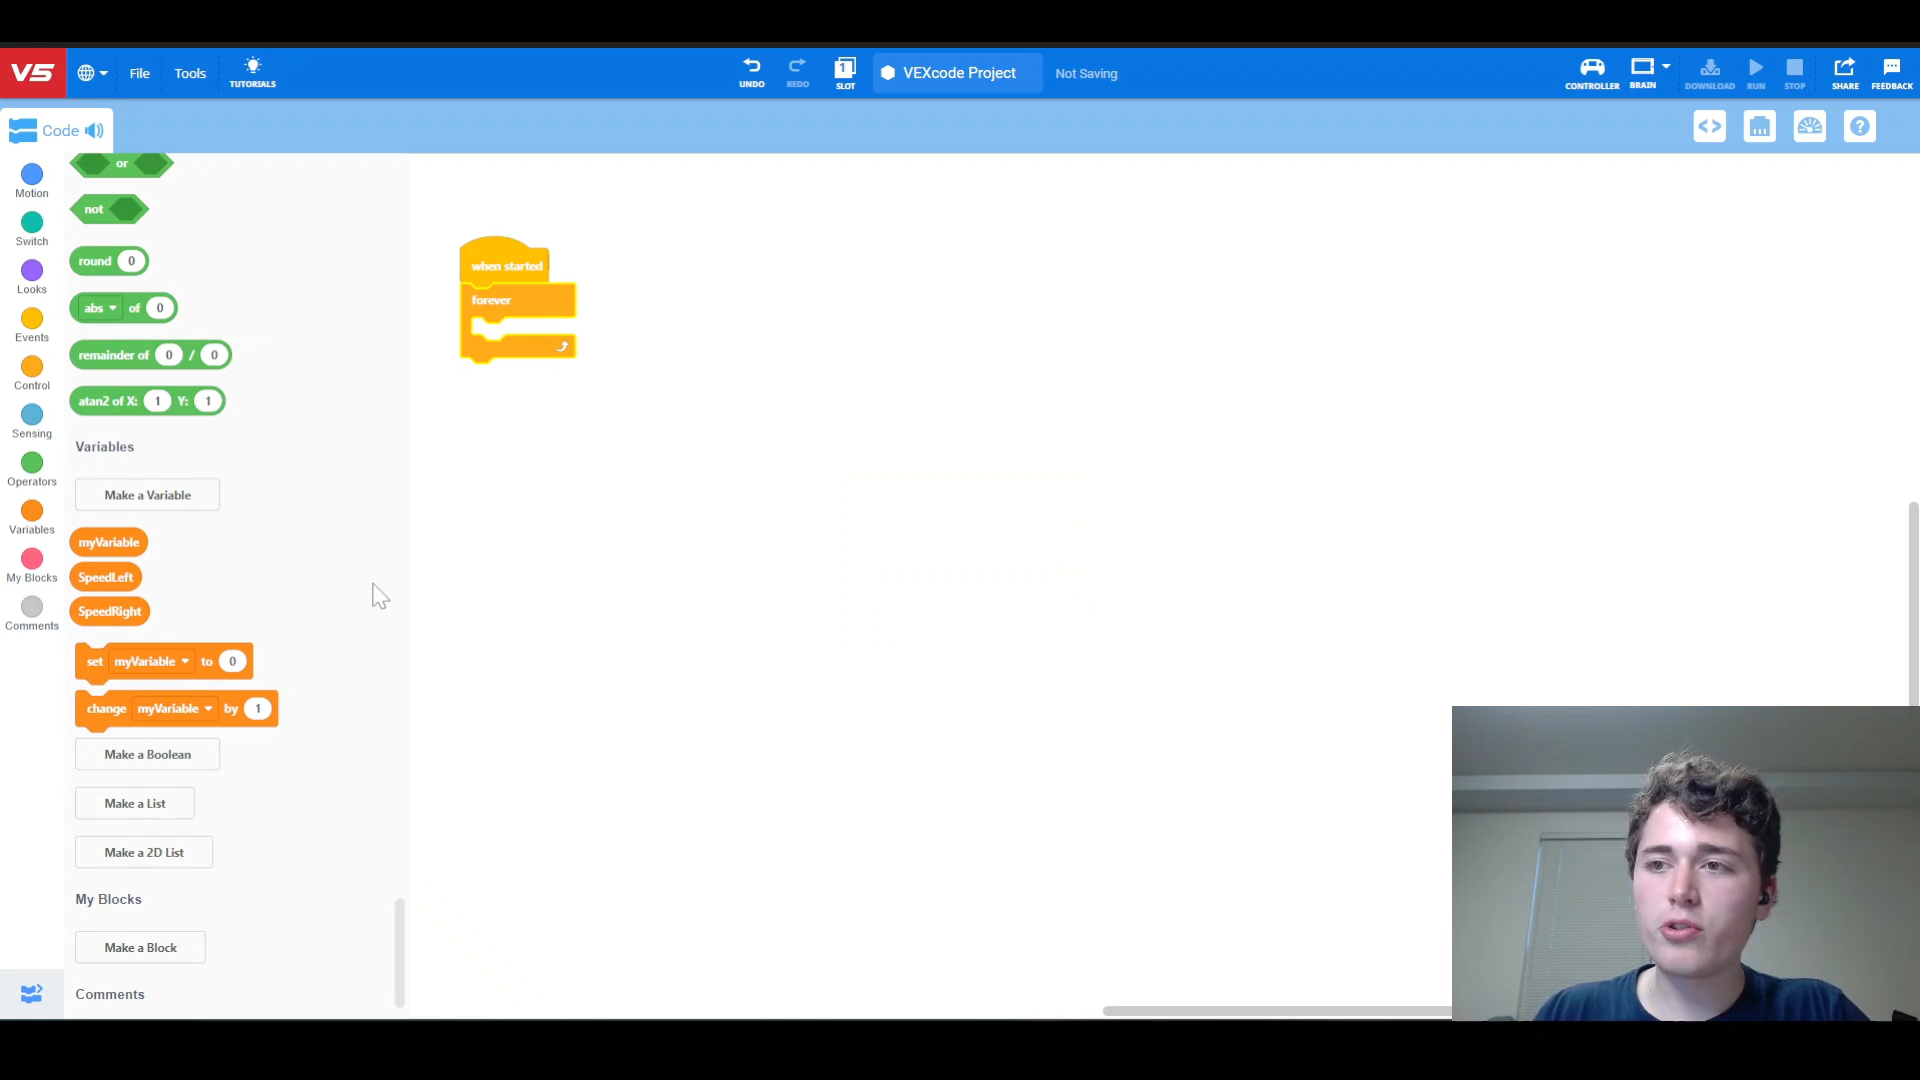 V5 File Tools TUTORIALS UNDO REDO 1 SLOT VEXcode Project Not Saving CONTROLLER BRAIN DOWNLOAD RUN STOP SHARE FEEDBACK
Code
Motion
Switch
Looks
Events
Control
Sensing
Operators
Variables
My Blocks
Comments
or
not
round 0
abs of 0
remainder of 0 / 0
atan2 of X: 1 Y: 1
Variables
Make a Variable
myVariable
SpeedLeft
SpeedRight
set myVariable to 0
change myVariable by 1
Make a Boolean
Make a List
Make a 2D List
My Blocks
Make a Block
Comments
when started
forever